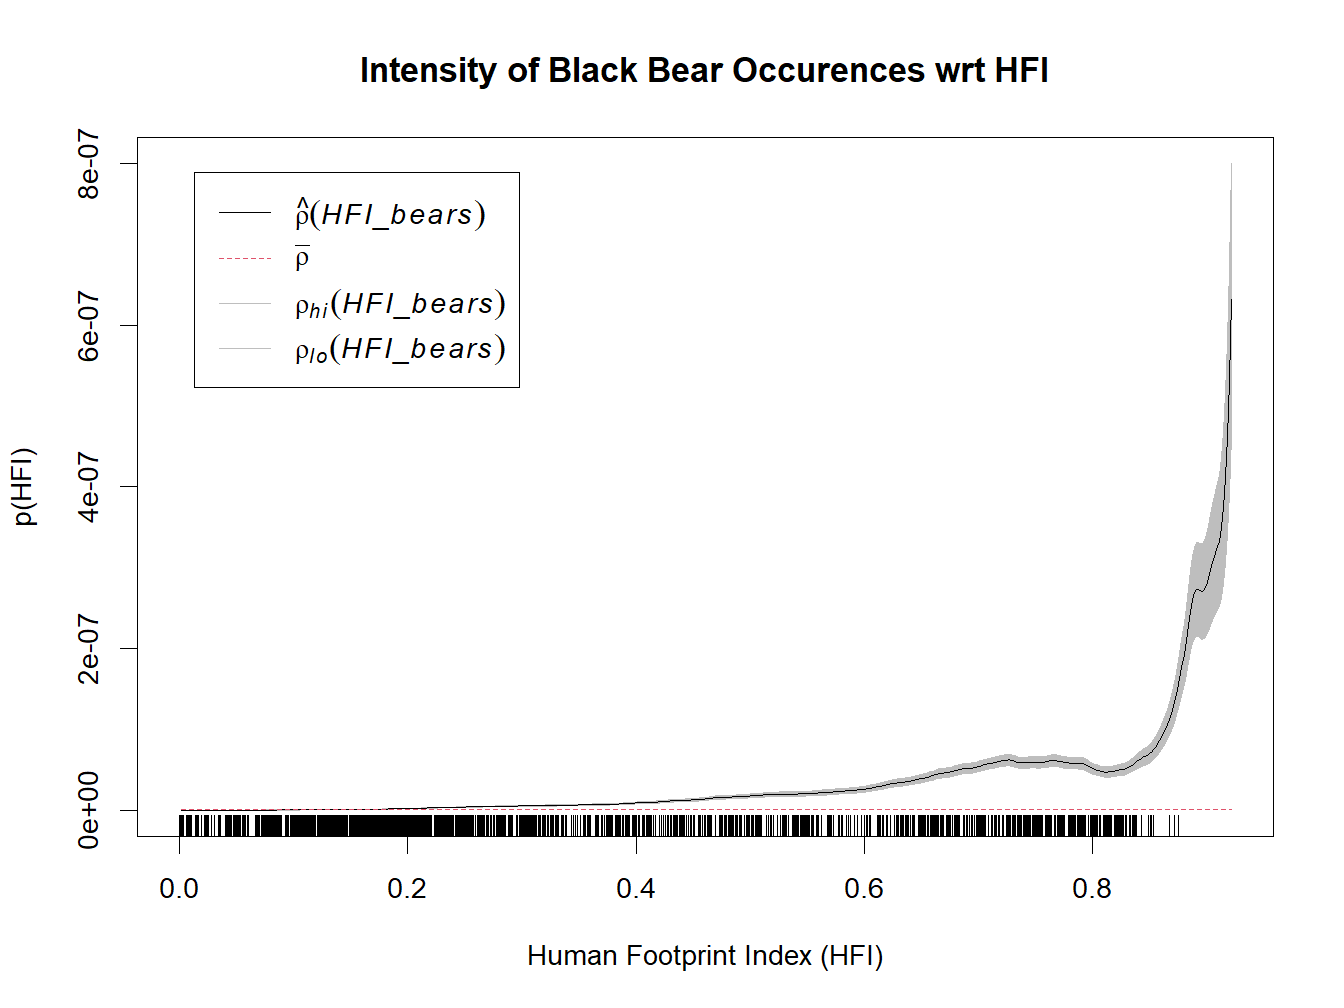 Intensity of Black Bear Occurences wrt HFI
ρ̂(HFI_bears)
ρ̅
ρhi(HFI_bears)
ρlo(HFI_bears)
p(HFI)
8e-07
6e-07
4e-07
2e-07
0e+00
0.0 0.2 0.4 0.6 0.8
Human Footprint Index (HFI)